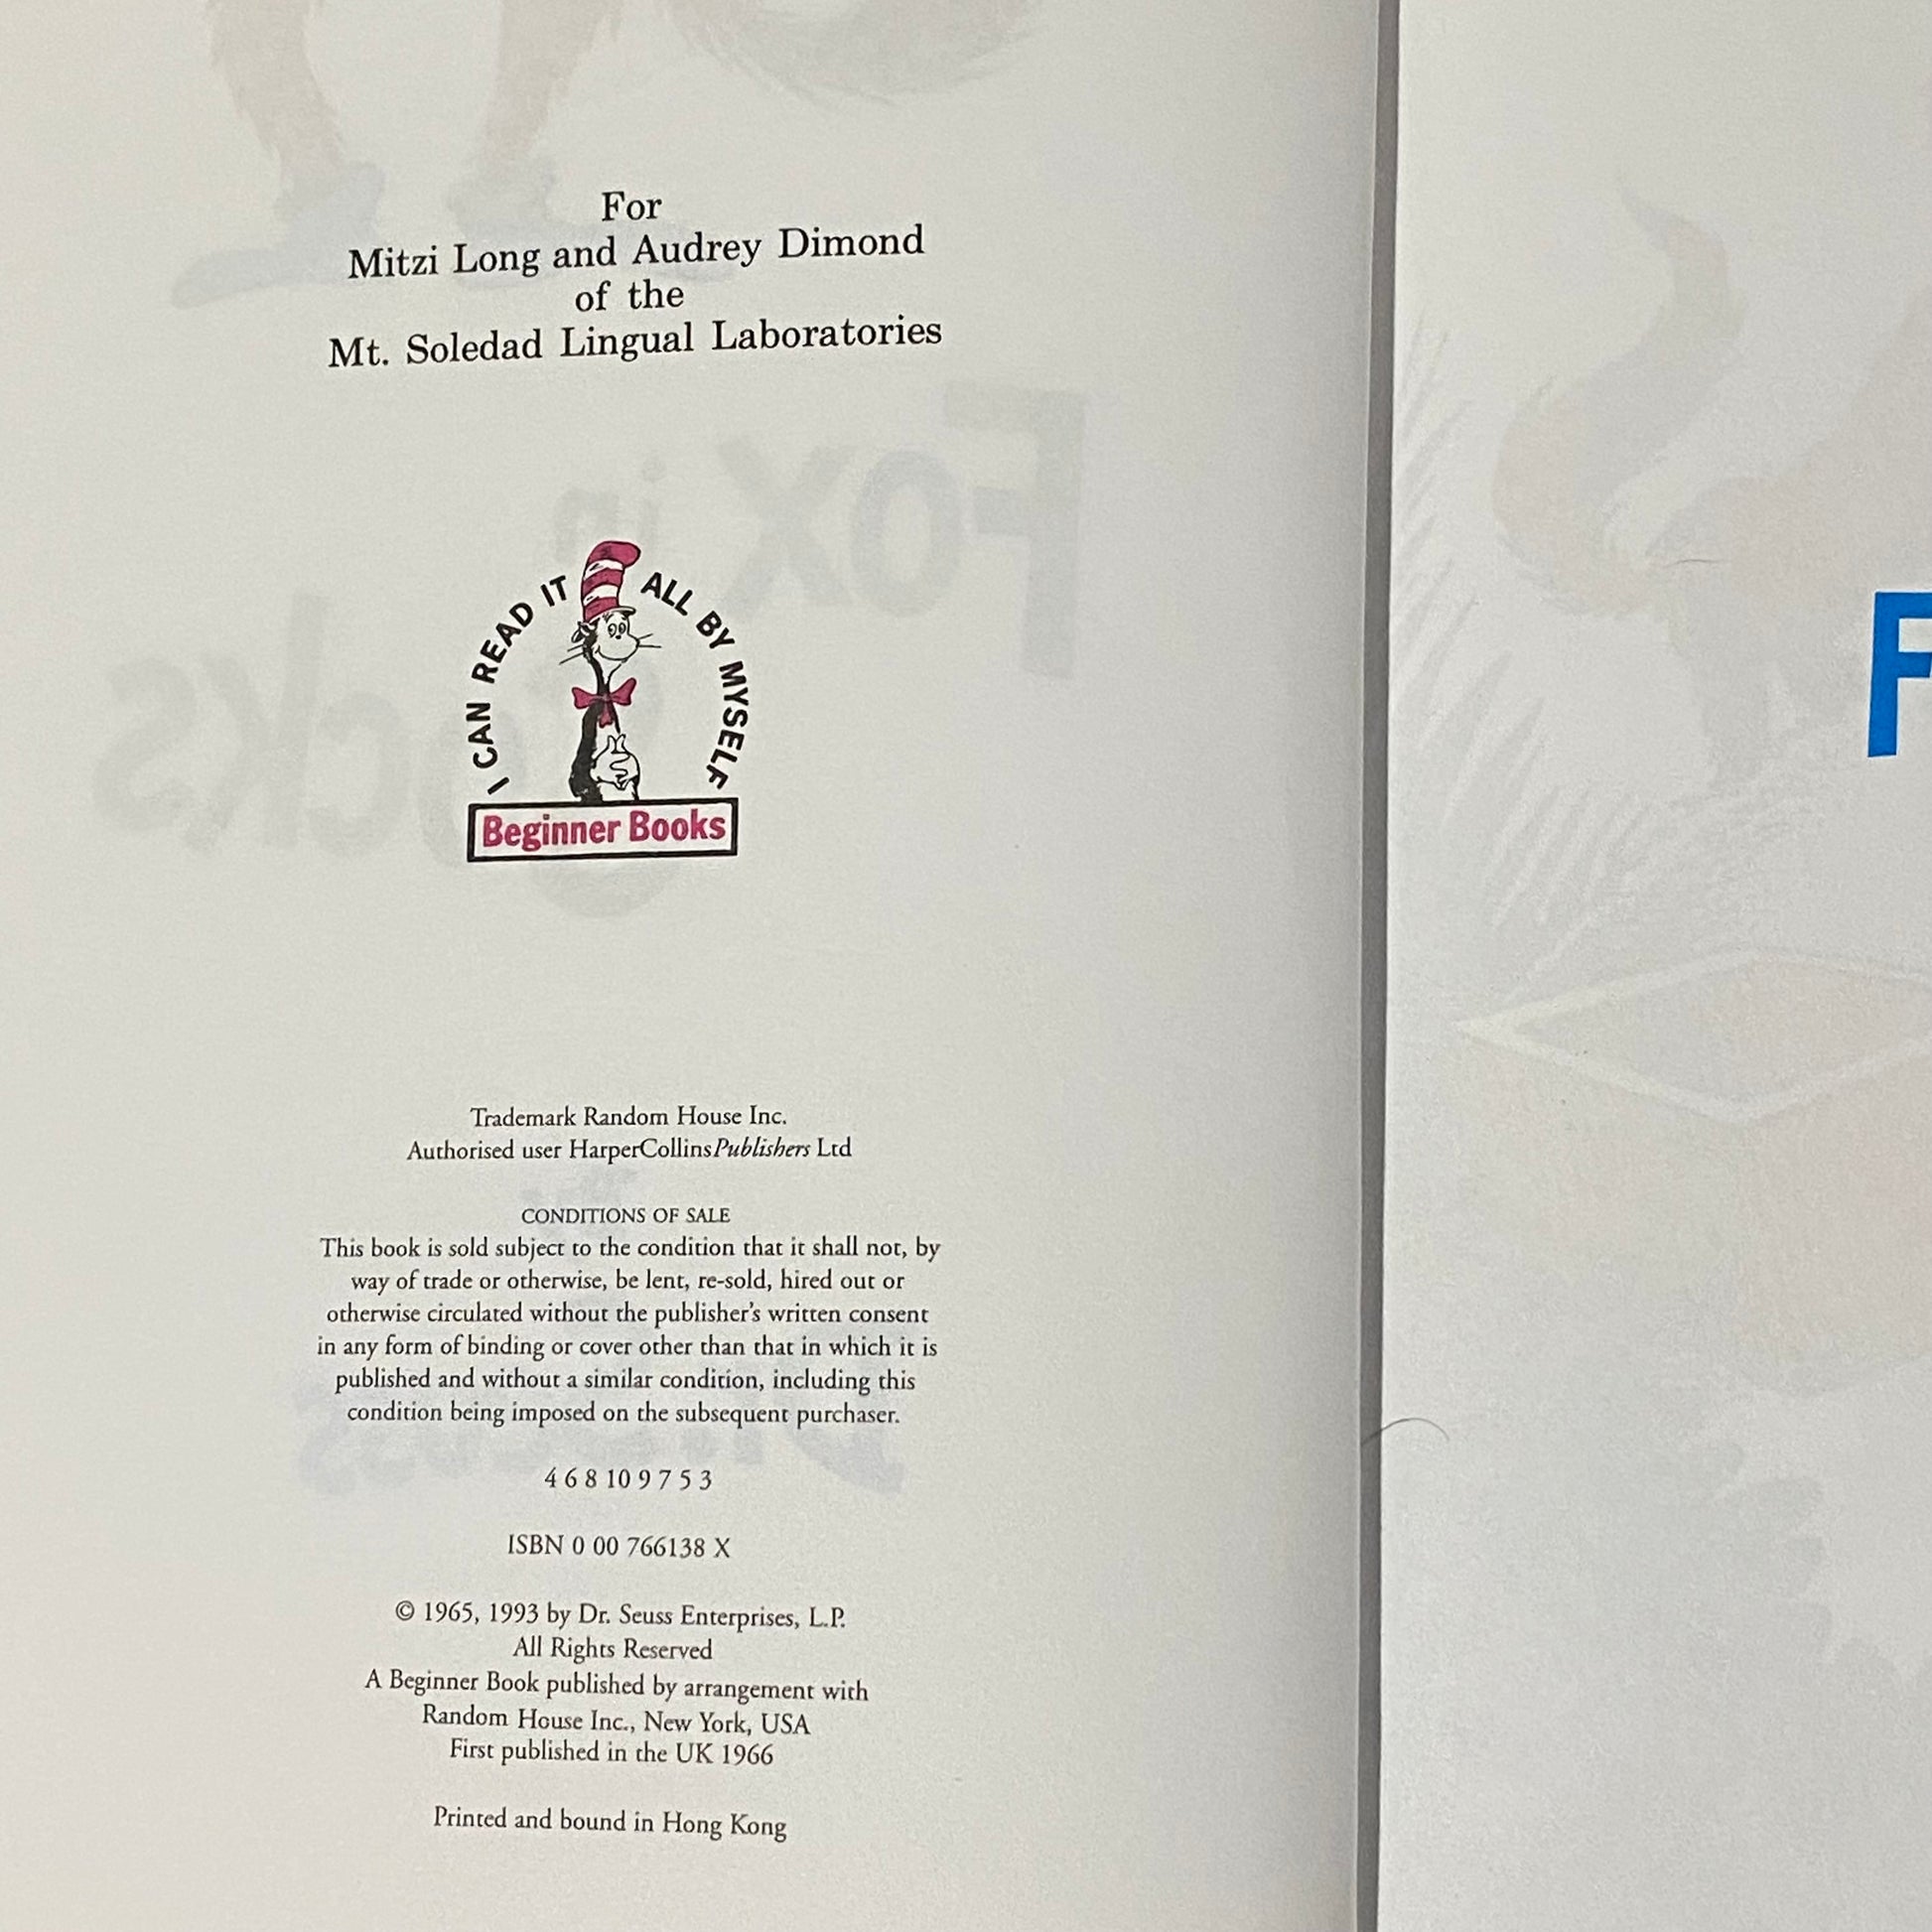 For
Mitzi Long and Audrey Dimond
of the
Mt. Soledad Lingual Laboratories
I CAN READ IT ALL BY MYSELF
Beginner Books
Trademark Random House Inc.
Authorised user HarperCollinsPublishers Ltd
CONDITIONS OF SALE
This book is sold subject to the condition that it shall not, by
way of trade or otherwise, be lent, re-sold, hired out or
otherwise circulated without the publisher's written consent
in any form of binding or cover other than that in which it is
published and without a similar condition, including this
condition being imposed on the subsequent purchaser.
4 6 8 10 9 7 5 3
ISBN 0 00 766138 X
© 1965, 1993 by Dr. Seuss Enterprises, L.P.
All Rights Reserved
A Beginner Book published by arrangement with
Random House Inc., New York, USA
First published in the UK 1966
Printed and bound in Hong Kong
Fox in
Socks
F